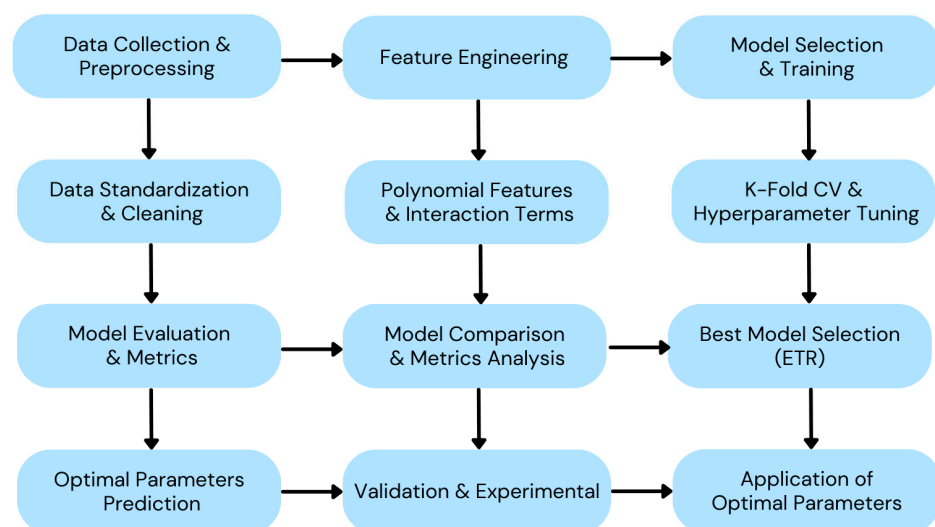 Data Collection &
Preprocessing
Feature Engineering
Model Selection
& Training
Data Standardization
& Cleaning
Polynomial Features
& Interaction Terms
K-Fold CV &
Hyperparameter Tuning
Model Evaluation
& Metrics
Model Comparison
& Metrics Analysis
Best Model Selection
(ETR)
Optimal Parameters
Prediction
Validation & Experimental
Application of
Optimal Parameters